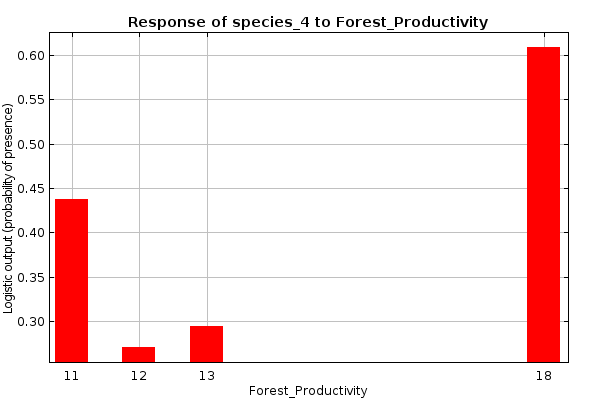 Response of species_4 to Forest_Productivity
Logistic output (probability of presence)
0.60
0.55
0.50
0.45
0.40
0.35
0.30
11 12 13 18
Forest_Productivity